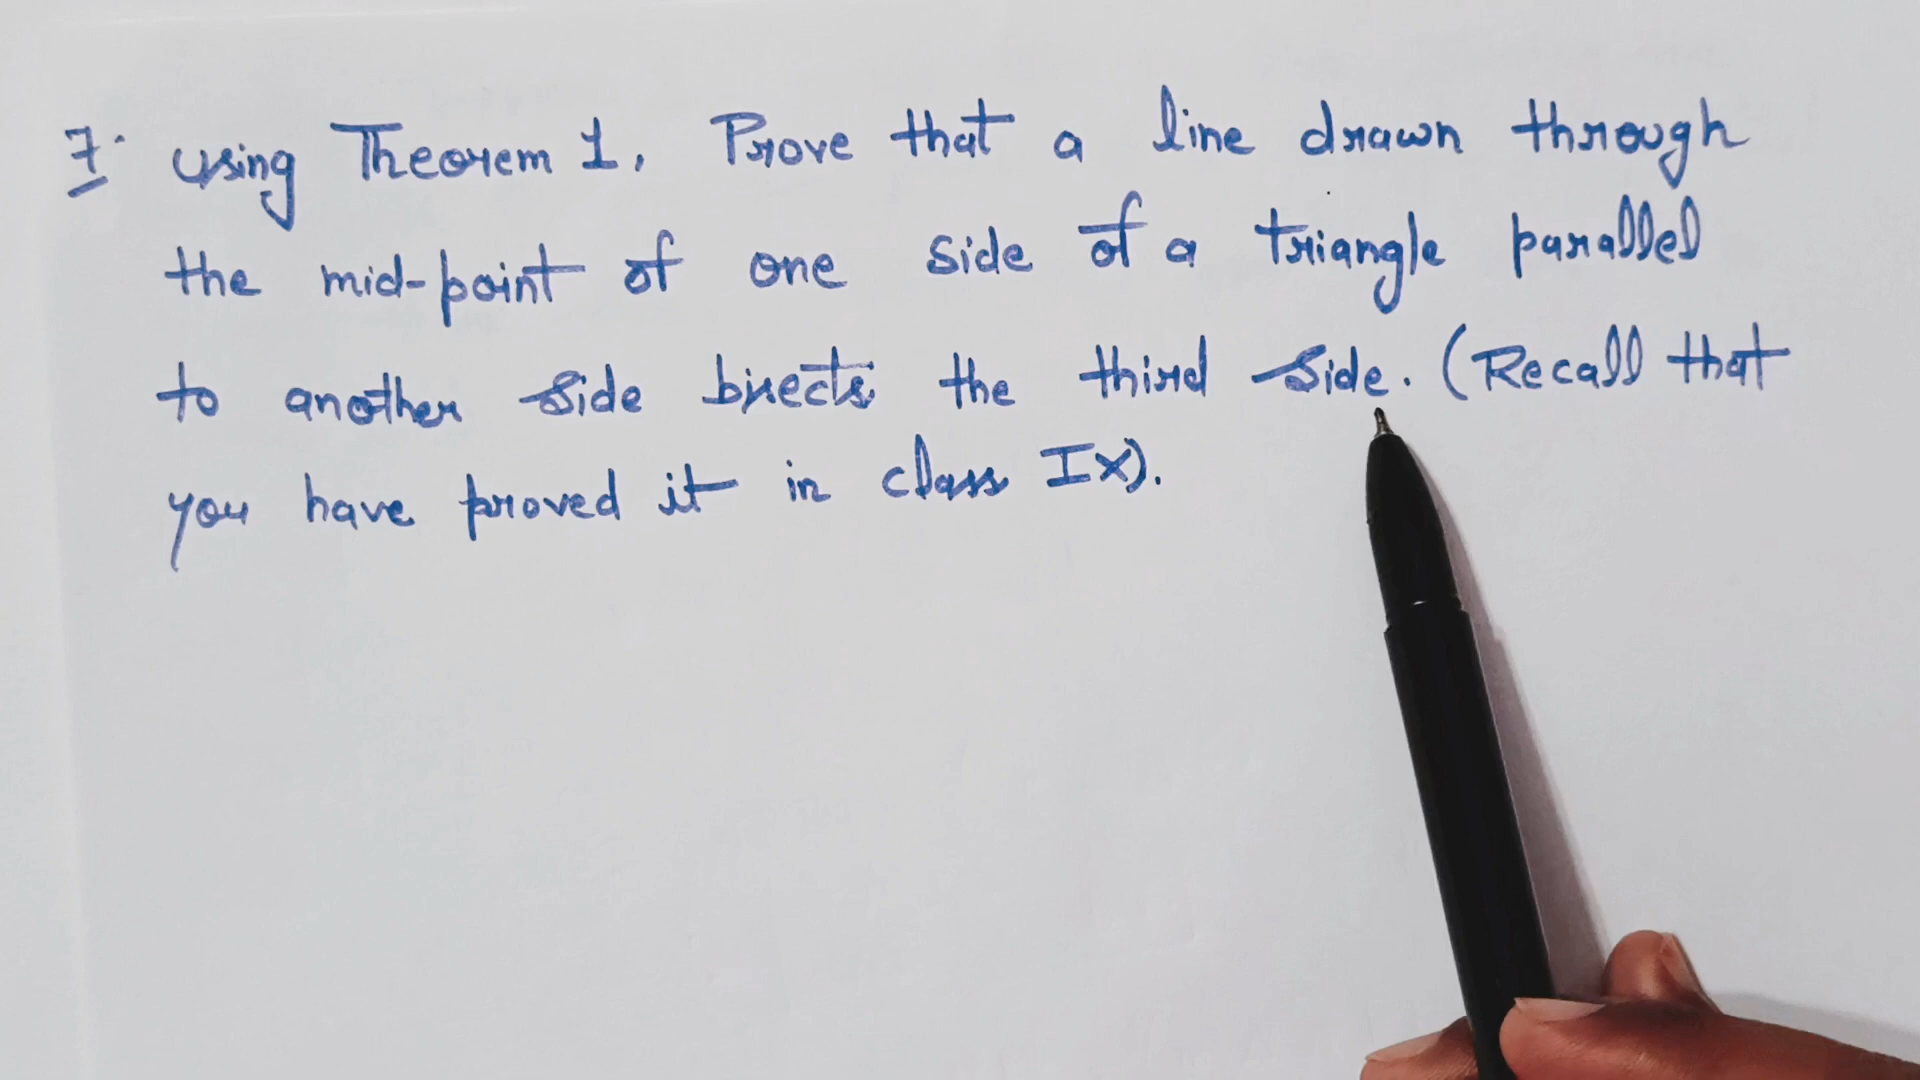 7. Using Theorem 1, Prove that a line drawn through
the mid-point of one side of a triangle parallel
to another side bisects the third side. (Recall that
you have proved it in class IX).